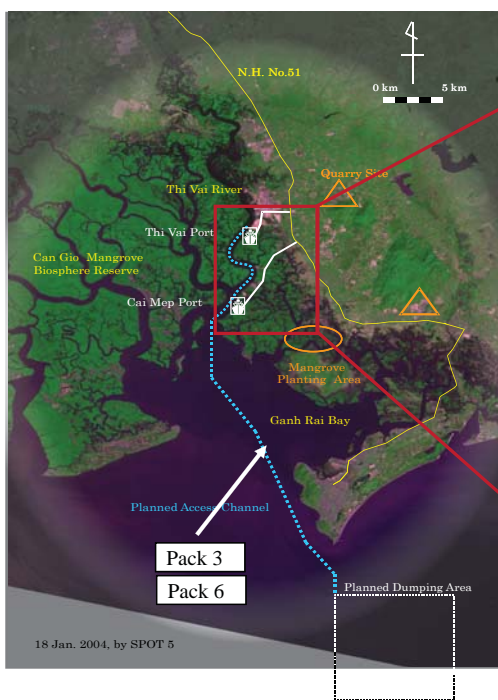 N.H. No.51
0 km 5 km
Quarry Site
Thi Vai River
Thi Vai Port
Can Gio Mangrove
Biosphere Reserve
Cai Mep Port
Mangrove
Planting Area
Ganh Rai Bay
Planned Access Channel
Pack 3
Pack 6
Planned Dumping Area
18 Jan. 2004, by SPOT 5